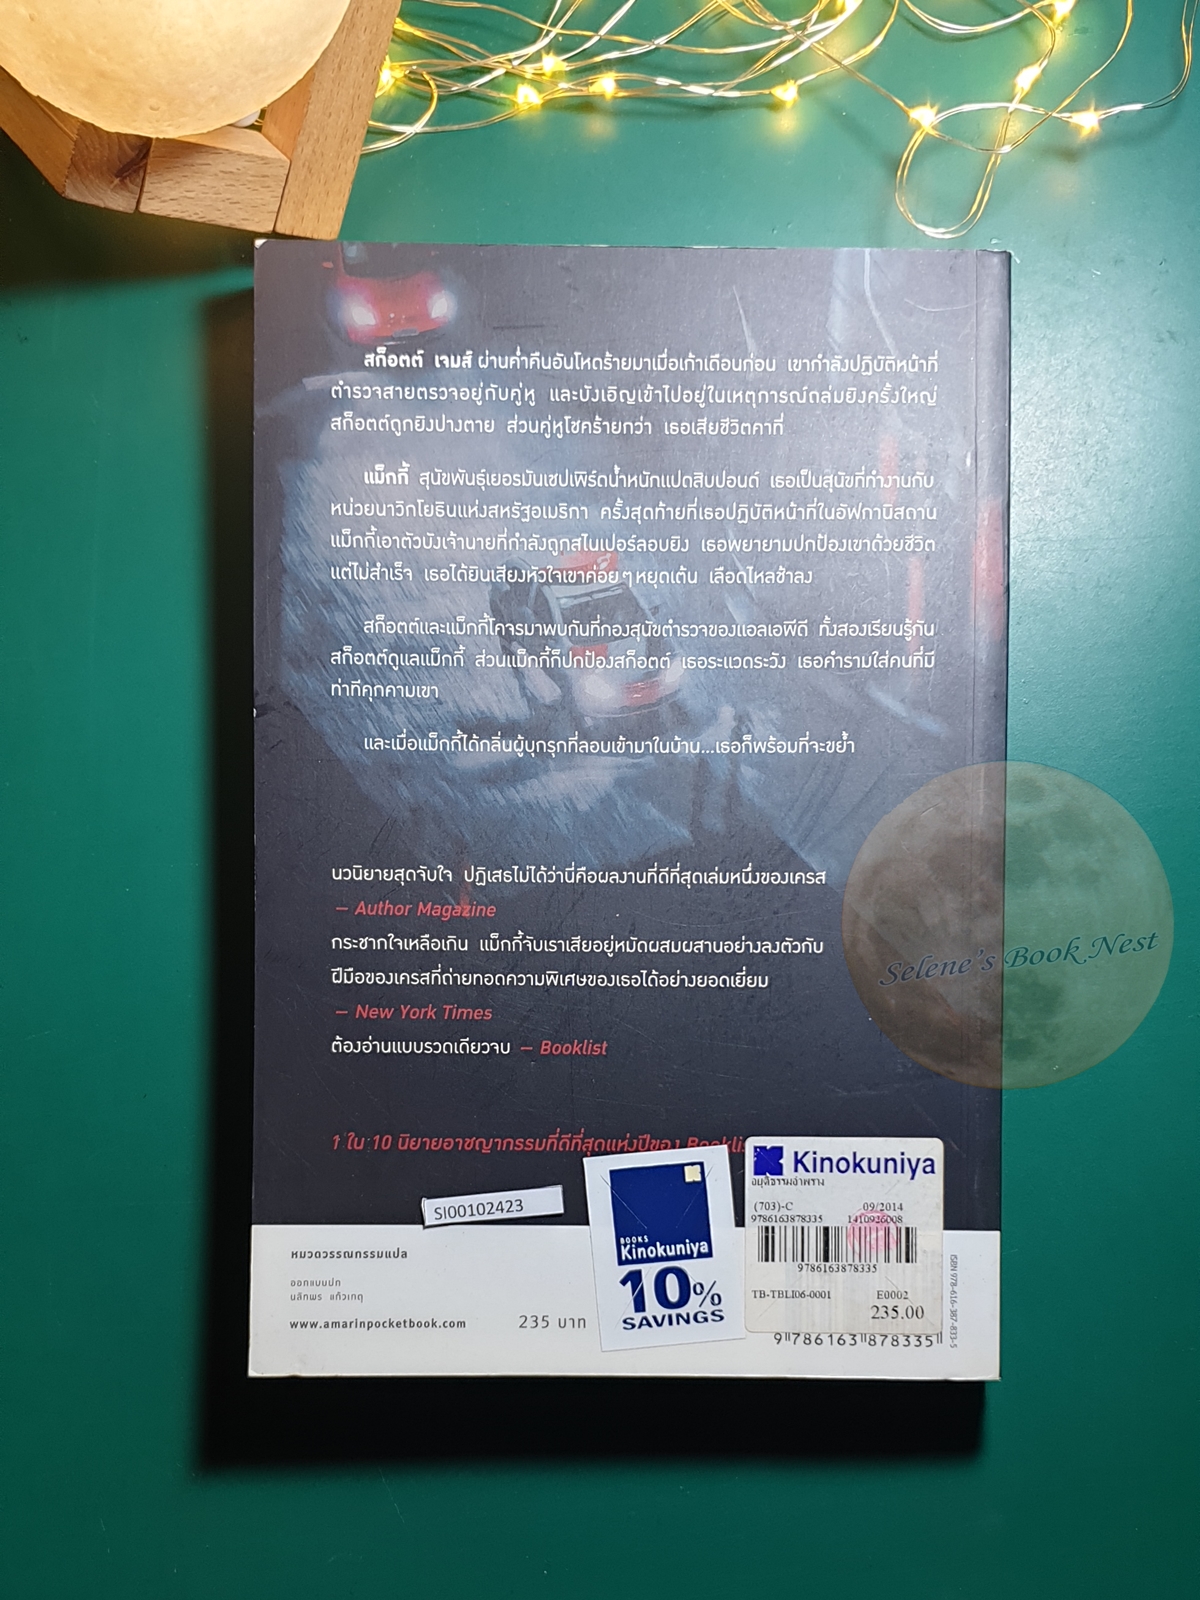 สก็อตต์ เจมส์ ผ่านค่ำคืนอันโหดร้ายมาเมื่อเก้าเดือนก่อน เขากำลังปฏิบัติหน้าที่
ตำรวจสายตรวจอยู่กับคู่หู และบังเอิญเข้าไปอยู่ในเหตุการณ์ถล่มยิงครั้งใหญ่
สก็อตต์ถูกยิงปางตาย ส่วนคู่หูโชคร้ายกว่า เธอเสียชีวิตคาที่
แม็กกี้ สุนัขพันธุ์เยอรมันเชปเพิร์ดน้ำหนักแปดสิบปอนด์ เธอเป็นสุนัขที่ทำงานกับ
หน่วยนาวิกโยธินแห่งสหรัฐอเมริกา ครั้งสุดท้ายที่เธอปฏิบัติหน้าที่ในอัฟกานิสถาน
แม็กกี้เอาตัวบังเจ้านายที่กำลังถูกสไนเปอร์ลอบยิง เธอพยายามปกป้องเขาด้วยชีวิต
แต่ไม่สำเร็จ เธอได้ยินเสียงหัวใจเขาค่อยๆ หยุดเต้น เลือดไหลช้าลง
สก็อตต์และแม็กกี้โคจรมาพบกันที่กองสุนัขตำรวจของแอลเอพีดี ทั้งสองเรียนรู้กัน
สก็อตต์ดูแลแม็กกี้ ส่วนแม็กกี้ก็ปกป้องสก็อตต์ เธอระแวดระวัง เธอคำรามใส่คนที่มี
ท่าทีคุกคามเขา
และเมื่อแม็กกี้ได้กลิ่นผู้บุกรุกที่ลอบเข้ามาในบ้าน...เธอก็พร้อมที่จะขย้ำ
นวนิยายสุดจับใจ ปฏิเสธไม่ได้ว่านี่คือผลงานที่ดีที่สุดเล่มหนึ่งของเครส
– Author Magazine
กระชากใจเหลือเกิน แม็กกี้จับเราเสียอยู่หมัดผสมผสานอย่างลงตัวกับ
ฝีมือของเครสที่ถ่ายทอดความพิเศษของเธอได้อย่างยอดเยี่ยม
– New York Times
ต้องอ่านแบบรวดเดียวจบ – Booklist
Selene's Book Nest
1 ใน 10 นิยายอาชญากรรมที่ดีที่สุดแห่งปีของ
SI00102423
หมวดวรรณกรรมแปล
ออกแบบปก
นลิกพร แก้วเกตุ
www.amarinpocketbook.com
235 บาท
BOOKS
Kinokuniya
10%
SAVINGS
Kinokuniya
อนุติธรรมอำพราง
(703)-C 09/2014
9786163878335 1410926008
9786163878335
TB-TBLI06-0001 E0002
235.00
9 786163 878335
ISBN 978-616-387-833-5